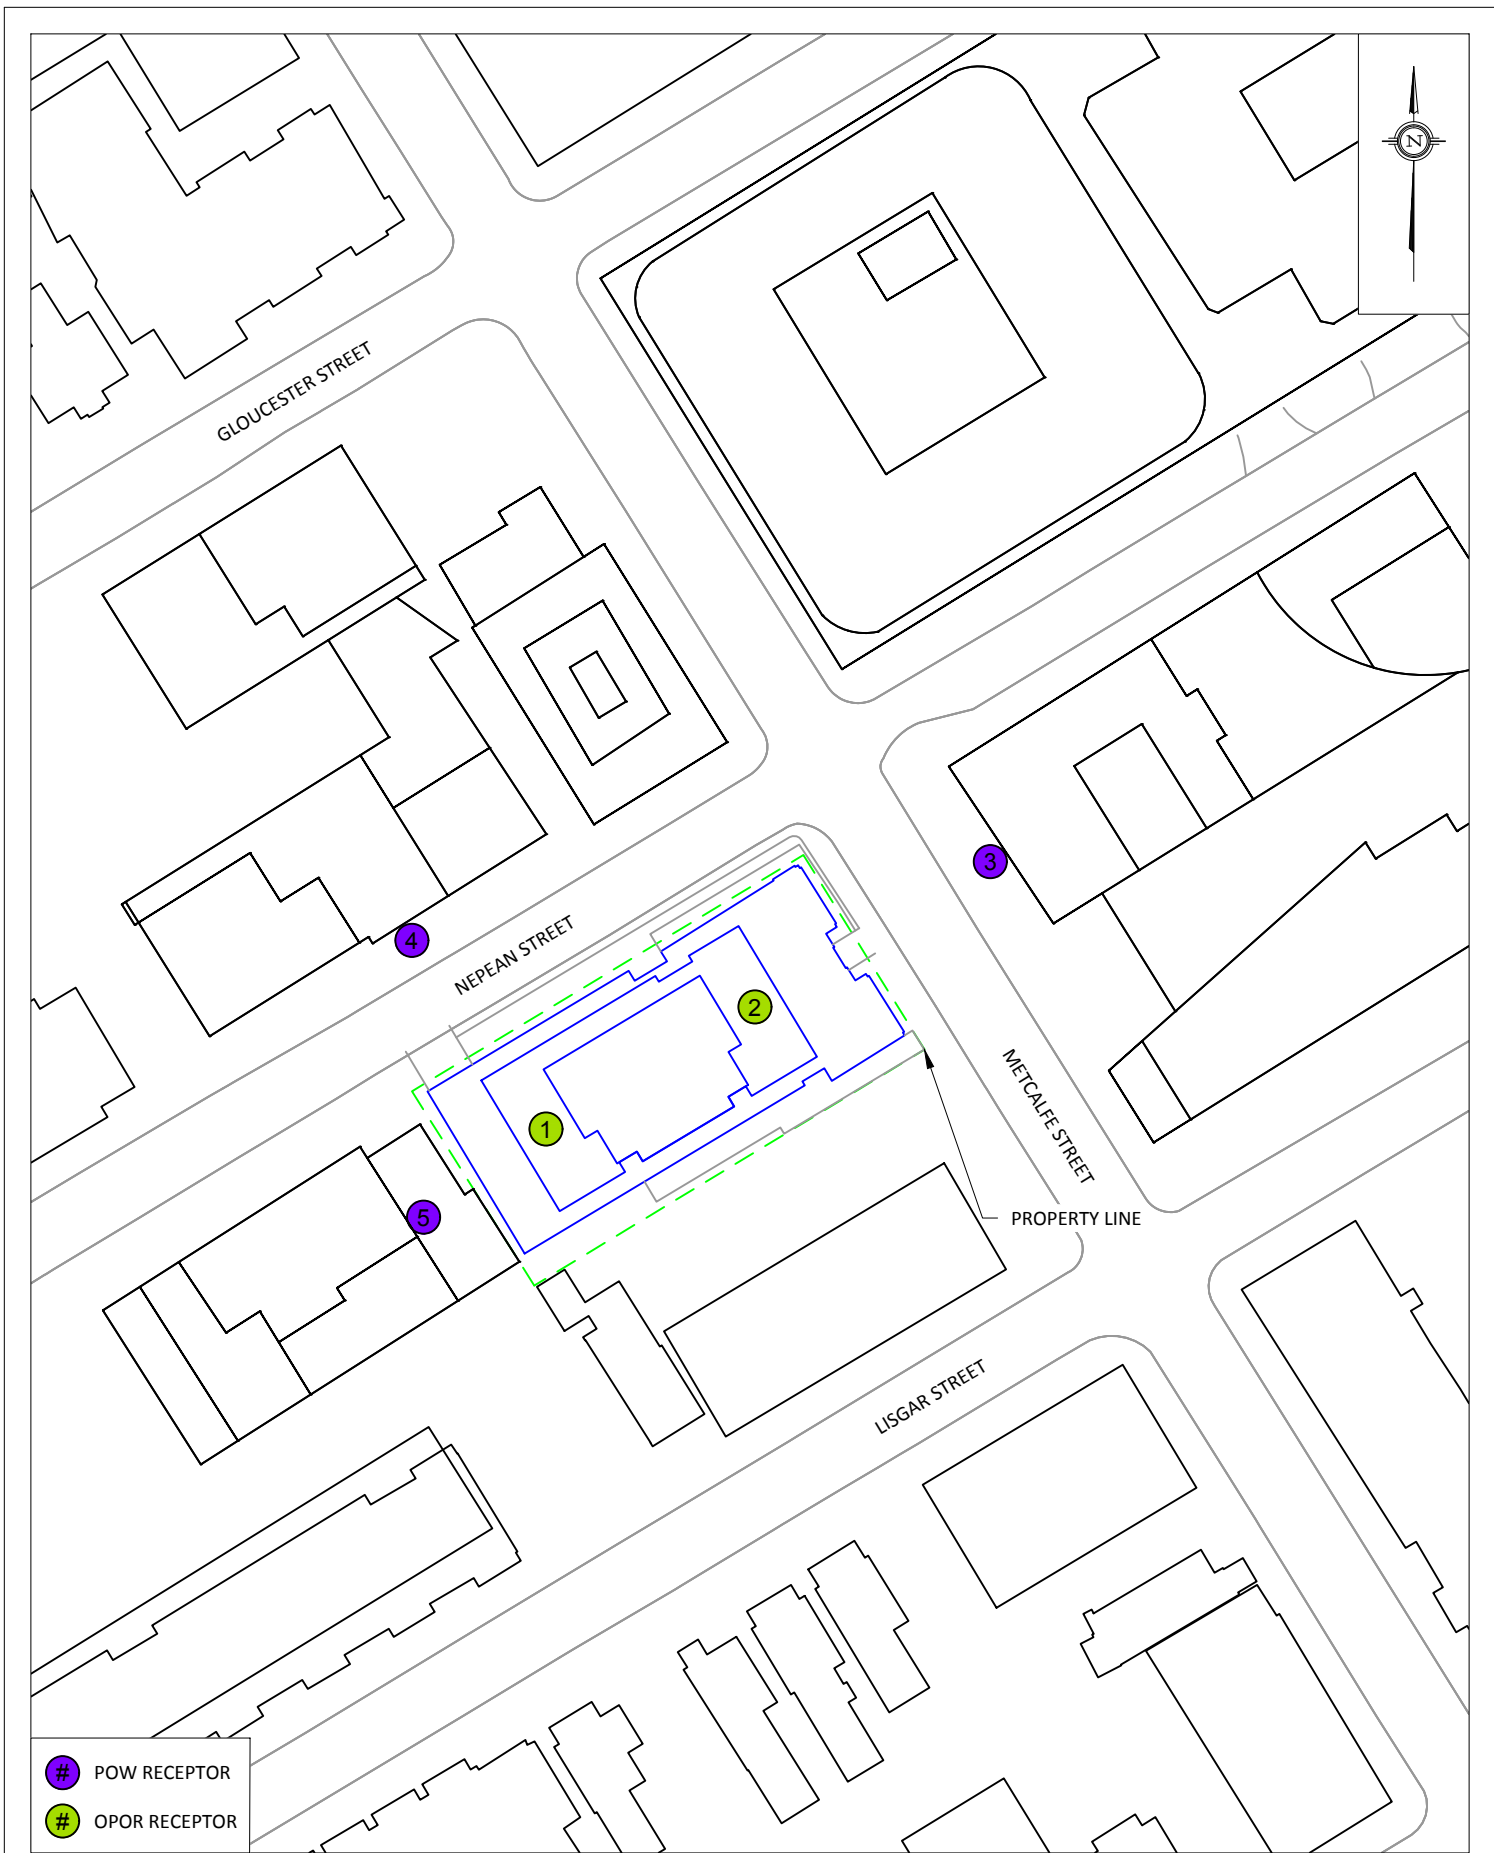 N
GLOUCESTER STREET
3
4
NEPEAN STREET
2
1
METCALFE STREET
5
PROPERTY LINE
LISGAR STREET
# POW RECEPTOR
# OPOR RECEPTOR